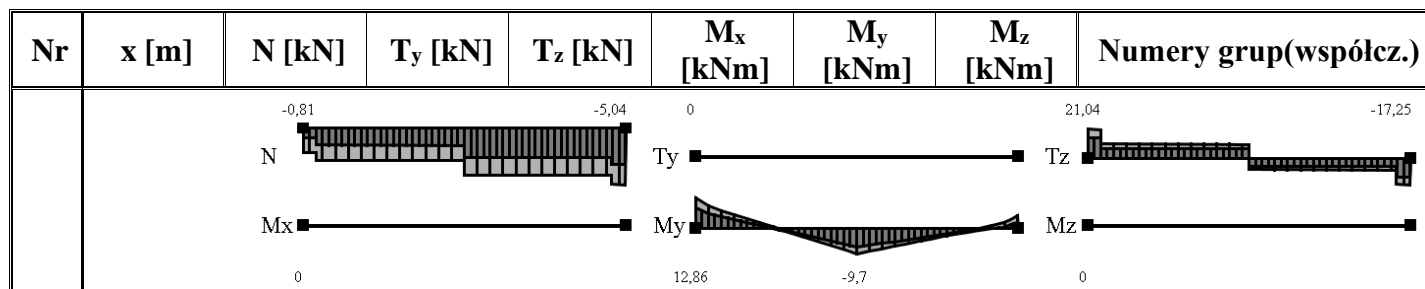 Nr x [m] N [kN] Ty [kN] Tz [kN] Mx [kNm] My [kNm] Mz [kNm] Numery grup(współcz.)
-0,81 -5,04 0 21,04 -17,25
N Ty Tz
Mx My Mz
0 12,86 -9,7 0